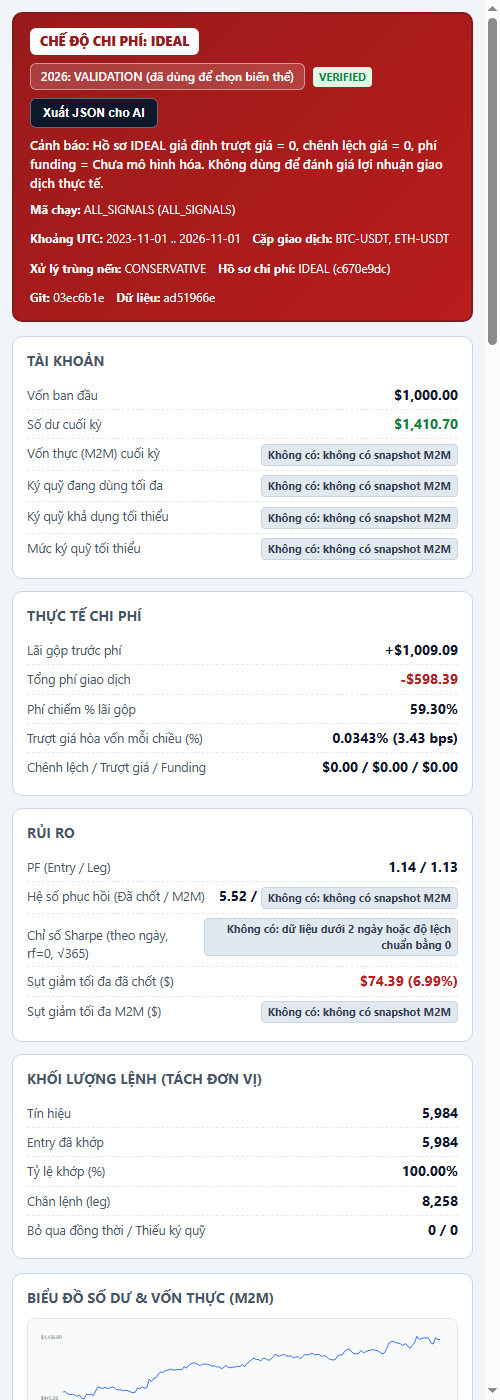 CHẾ ĐỘ CHI PHÍ: IDEAL
2026: VALIDATION (đã dùng để chọn biến thể) VERIFIED
Xuất JSON cho AI
Cảnh báo: Hồ sơ IDEAL giả định trượt giá = 0, chênh lệch giá = 0, phí
funding = Chưa mô hình hóa. Không dùng để đánh giá lợi nhuận giao
dịch thực tế.
Mã chạy: ALL_SIGNALS (ALL_SIGNALS)
Khoảng UTC: 2023-11-01 .. 2026-11-01 Cặp giao dịch: BTC-USDT, ETH-USDT
Xử lý trùng nến: CONSERVATIVE Hồ sơ chi phí: IDEAL (c670e9dc)
Git: 03ec6b1e Dữ liệu: ad51966e
TÀI KHOẢN
Vốn ban đầu $1,000.00
Số dư cuối kỳ $1,410.70
Vốn thực (M2M) cuối kỳ Không có: không có snapshot M2M
Ký quỹ đang dùng tối đa Không có: không có snapshot M2M
Ký quỹ khả dụng tối thiểu Không có: không có snapshot M2M
Mức ký quỹ tối thiểu Không có: không có snapshot M2M
THỰC TẾ CHI PHÍ
Lãi gộp trước phí +$1,009.09
Tổng phí giao dịch -$598.39
Phí chiếm % lãi gộp 59.30%
Trượt giá hòa vốn mỗi chiều (%) 0.0343% (3.43 bps)
Chênh lệch / Trượt giá / Funding $0.00 / $0.00 / $0.00
RỦI RO
PF (Entry / Leg) 1.14 / 1.13
Hệ số phục hồi (Đã chốt / M2M) 5.52 / Không có: không có snapshot M2M
Chỉ số Sharpe (theo ngày, Không có: dữ liệu dưới 2 ngày hoặc độ lệch
rf=0, √365) chuẩn bằng 0
Sụt giảm tối đa đã chốt ($) $74.39 (6.99%)
Sụt giảm tối đa M2M ($) Không có: không có snapshot M2M
KHỐI LƯỢNG LỆNH (TÁCH ĐƠN VỊ)
Tín hiệu 5,984
Entry đã khớp 5,984
Tỷ lệ khớp (%) 100.00%
Chân lệnh (leg) 8,258
Bỏ qua đồng thời / Thiếu ký quỹ 0 / 0
BIỂU ĐỒ SỐ DƯ & VỐN THỰC (M2M)